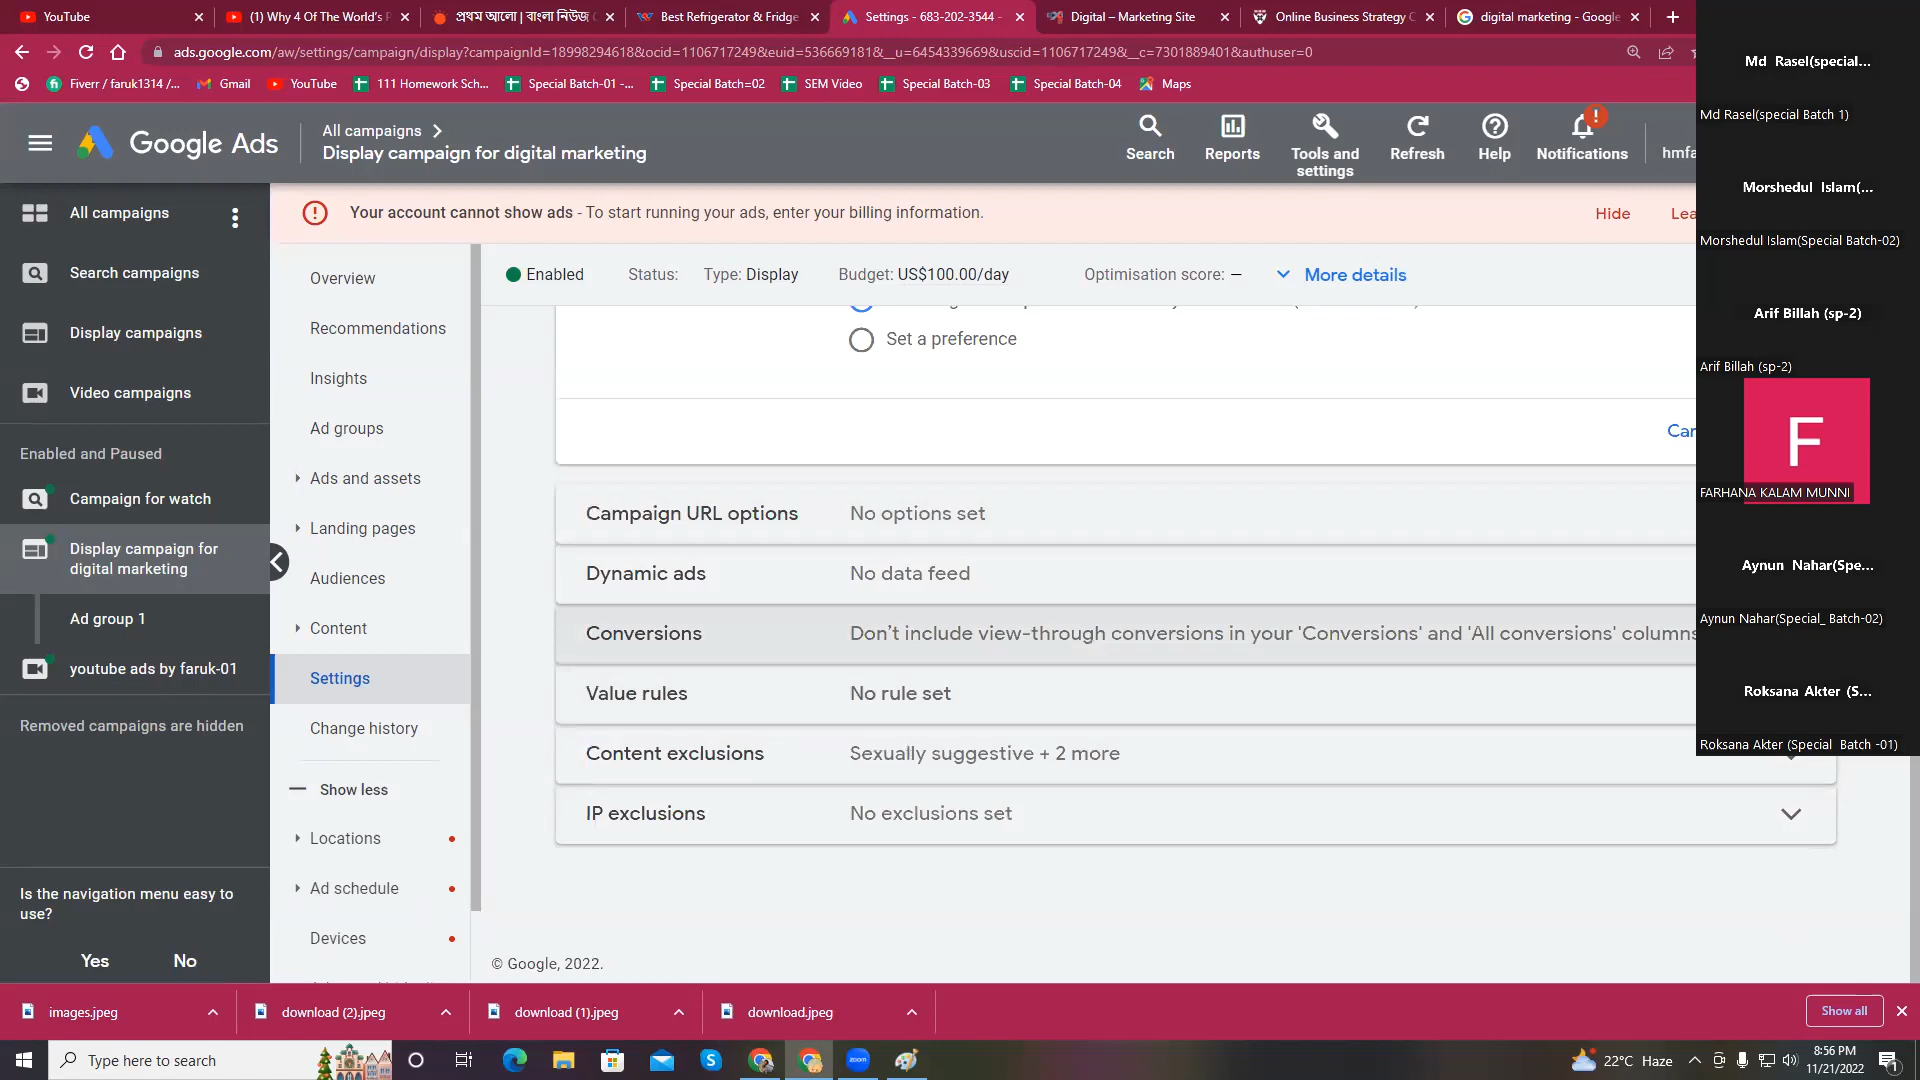 YouTube
(1) Why 4 Of The World's P
প্রথম আলো | বাংলা নিউজ
Best Refrigerator & Fridge
Settings - 683-202-3544 -
Digital – Marketing Site
Online Business Strategy C
digital marketing - Google
ads.google.com/aw/settings/campaign/display?campaignId=18998294618&ocid=1106717249&euid=536669181&__u=6454339669&uscid=1106717249&__c=7301889401&authuser=0
Fiverr / faruk1314 /...
Gmail
YouTube
111 Homework Sch...
Special Batch-01 -...
Special Batch=02
SEM Video
Special Batch-03
Special Batch-04
Maps
Google Ads
All campaigns
Display campaign for digital marketing
Search
Reports
Tools and settings
Refresh
Help
Notifications
hmfa
All campaigns
Search campaigns
Display campaigns
Video campaigns
Enabled and Paused
Campaign for watch
Display campaign for
digital marketing
Ad group 1
youtube ads by faruk-01
Removed campaigns are hidden
Is the navigation menu easy to
use?
Yes
No
Your account cannot show ads - To start running your ads, enter your billing information.
Hide
Lea
Overview
Recommendations
Insights
Ad groups
Ads and assets
Landing pages
Audiences
Content
Settings
Change history
Show less
Locations
Ad schedule
Devices
Enabled
Status:
Type: Display
Budget: US$100.00/day
Optimisation score: –
More details
Set a preference
Can
Campaign URL options
No options set
Dynamic ads
No data feed
Conversions
Don't include view-through conversions in your 'Conversions' and 'All conversions' columns
Value rules
No rule set
Content exclusions
Sexually suggestive + 2 more
IP exclusions
No exclusions set
© Google, 2022.
Md Rasel(special...
Md Rasel(special Batch 1)
Morshedul Islam(...
Morshedul Islam(Special Batch-02)
Arif Billah (sp-2)
Arif Billah (sp-2)
F
FARHANA KALAM MUNNI
Aynun Nahar(Spe...
Aynun Nahar(Special_ Batch-02)
Roksana Akter (S...
Roksana Akter (Special Batch -01)
images.jpeg
download (2).jpeg
download (1).jpeg
download.jpeg
Show all
Type here to search
zoom
22°C Haze
8:56 PM
11/21/2022
1